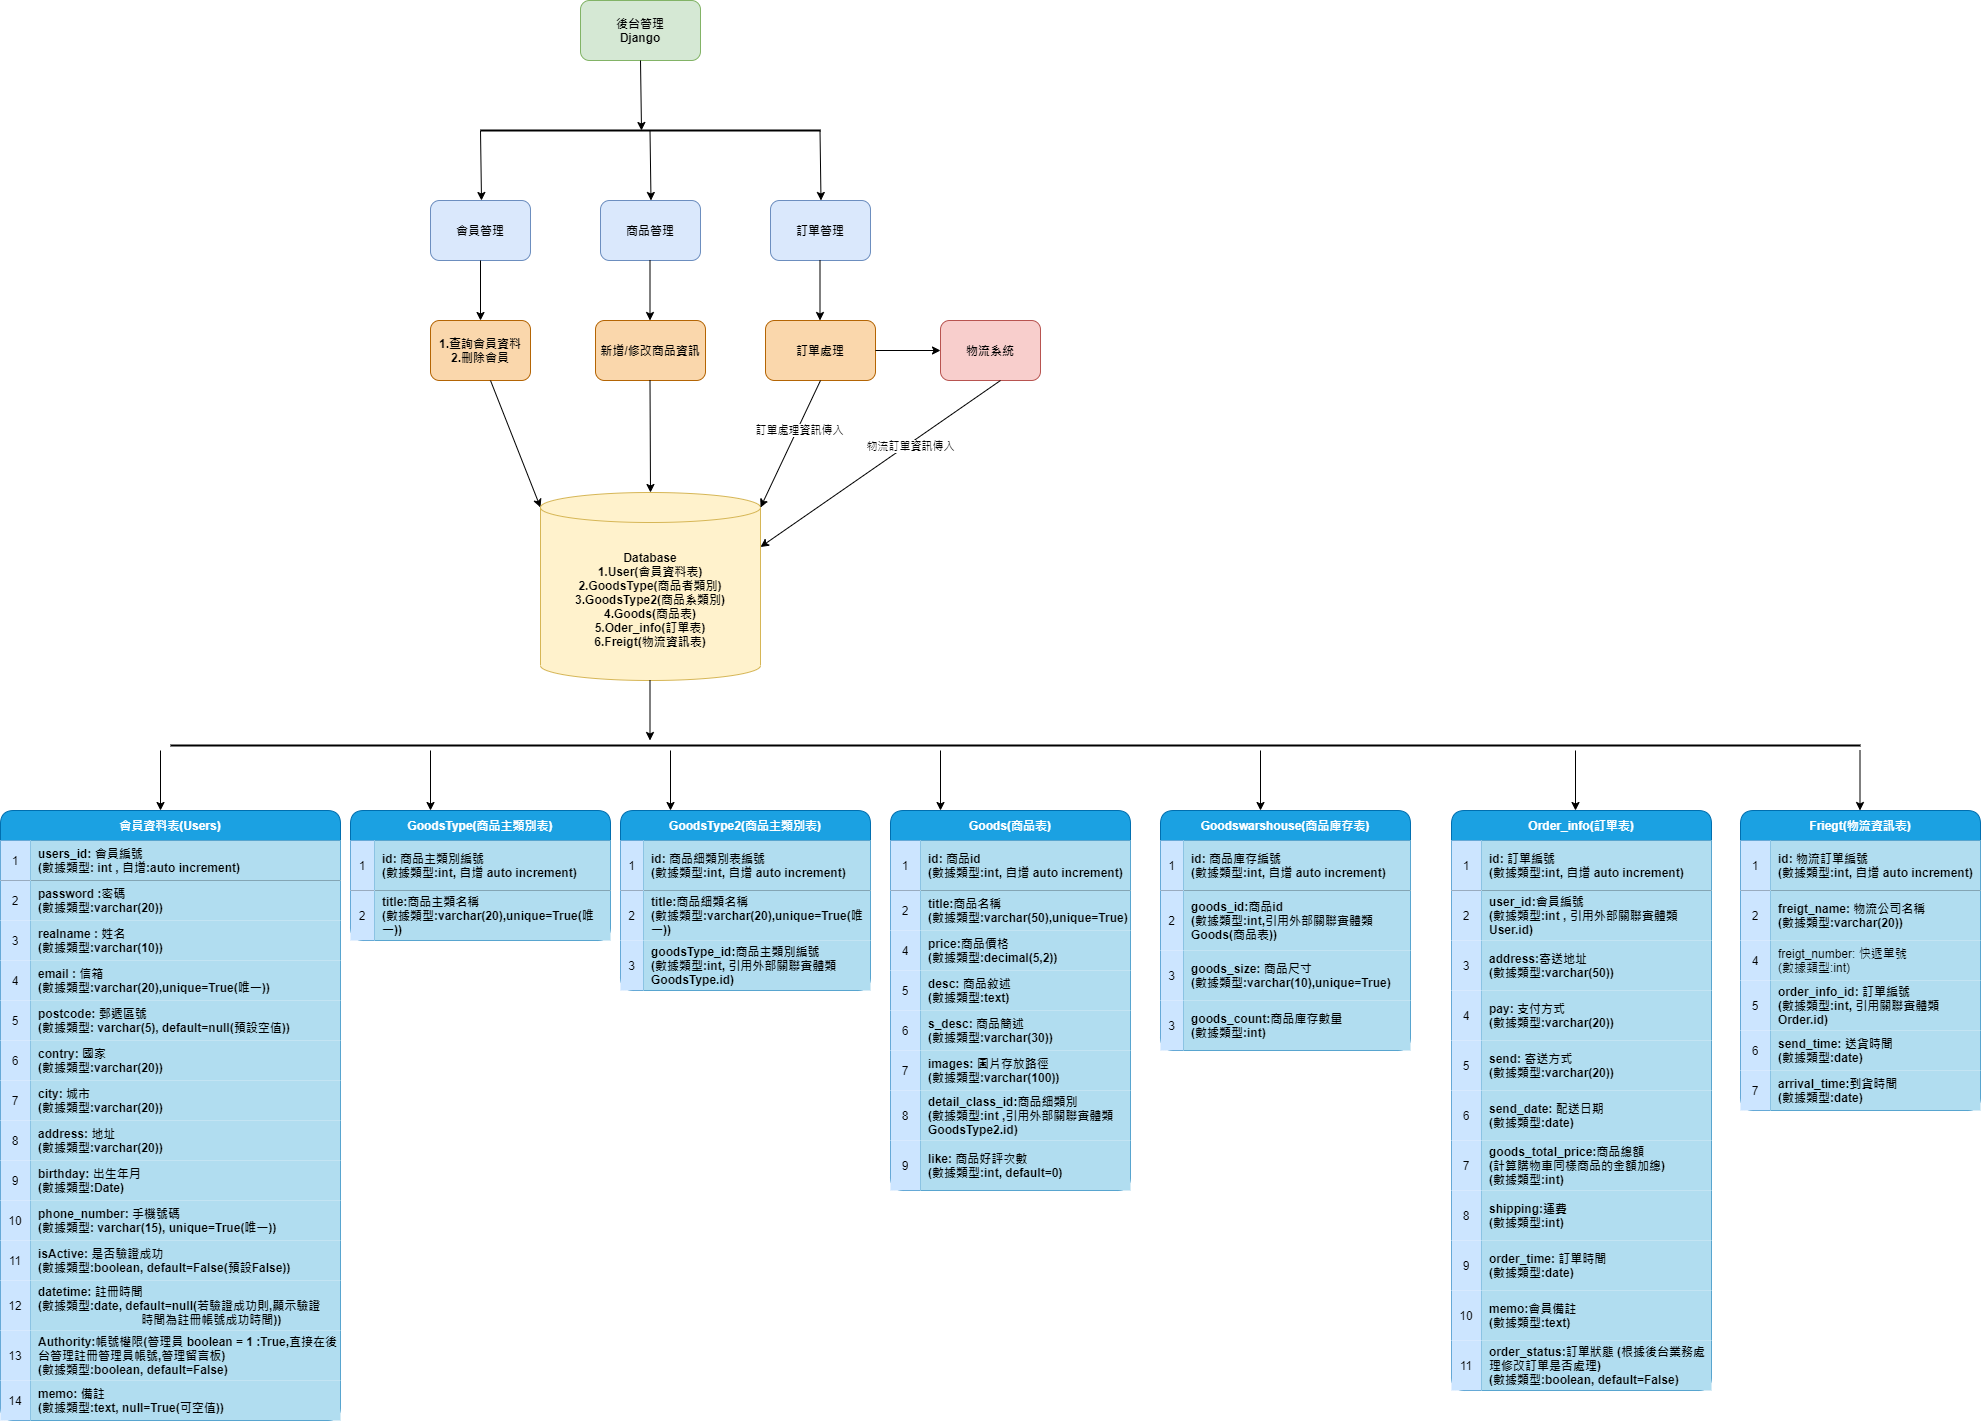 後台管理
Django
會員管理
商品管理
訂單管理
1.查詢會員資料
2.刪除會員
新增/修改商品資訊
訂單處理
物流系統
訂單處理資訊傳入
物流訂單資訊傳入
Database
1.User(會員資料表)
2.GoodsType(商品者類別)
3.GoodsType2(商品系類別)
4.Goods(商品表)
5.Oder_info(訂單表)
6.Freigt(物流資訊表)
會員資料表(Users)
1
users_id: 會員編號
(數據類型: int , 自增:auto increment)
2
password :密碼
(數據類型:varchar(20))
3
realname : 姓名
(數據類型:varchar(10))
4
email : 信箱
(數據類型:varchar(20),unique=True(唯一))
5
postcode: 郵遞區號
(數據類型: varchar(5), default=null(預設空值))
6
contry: 國家
(數據類型:varchar(20))
7
city: 城市
(數據類型:varchar(20))
8
address: 地址
(數據類型:varchar(20))
9
birthday: 出生年月
(數據類型:Date)
10
phone_number: 手機號碼
(數據類型: varchar(15), unique=True(唯一))
11
isActive: 是否驗證成功
(數據類型:boolean, default=False(預設False))
12
datetime: 註冊時間
(數據類型:date, default=null(若驗證成功則,顯示驗證
時間為註冊帳號成功時間))
13
Authority:帳號權限(管理員 boolean = 1 :True,直接在後
台管理註冊管理員帳號,管理留言板)
(數據類型:boolean, default=False)
14
memo: 備註
(數據類型:text, null=True(可空值))
GoodsType(商品主類別表)
1
id: 商品主類別編號
(數據類型:int, 自增 auto increment)
2
title:商品主類名稱
(數據類型:varchar(20),unique=True(唯
一))
GoodsType2(商品主類別表)
1
id: 商品細類別表編號
(數據類型:int, 自增 auto increment)
2
title:商品細類名稱
(數據類型:varchar(20),unique=True(唯
一))
3
goodsType_id:商品主類別編號
(數據類型:int, 引用外部關聯實體類
GoodsType.id)
Goods(商品表)
1
id: 商品id
(數據類型:int, 自增 auto increment)
2
title:商品名稱
(數據類型:varchar(50),unique=True)
4
price:商品價格
(數據類型:decimal(5,2))
5
desc: 商品敘述
(數據類型:text)
6
s_desc: 商品簡述
(數據類型:varchar(30))
7
images: 圖片存放路徑
(數據類型:varchar(100))
8
detail_class_id:商品細類別
(數據類型:int ,引用外部關聯實體類
GoodsType2.id)
9
like: 商品好評次數
(數據類型:int, default=0)
Goodswarshouse(商品庫存表)
1
id: 商品庫存編號
(數據類型:int, 自增 auto increment)
2
goods_id:商品id
(數據類型:int,引用外部關聯實體類
Goods(商品表))
3
goods_size: 商品尺寸
(數據類型:varchar(10),unique=True)
3
goods_count:商品庫存數量
(數據類型:int)
Order_info(訂單表)
1
id: 訂單編號
(數據類型:int, 自增 auto increment)
2
user_id:會員編號
(數據類型:int , 引用外部關聯實體類
User.id)
3
address:寄送地址
(數據類型:varchar(50))
4
pay: 支付方式
(數據類型:varchar(20))
5
send: 寄送方式
(數據類型:varchar(20))
6
send_date: 配送日期
(數據類型:date)
7
goods_total_price:商品總額
(計算購物車同樣商品的金額加總)
(數據類型:int)
8
shipping:運費
(數據類型:int)
9
order_time: 訂單時間
(數據類型:date)
10
memo:會員備註
(數據類型:text)
11
order_status:訂單狀態 (根據後台業務處
理修改訂單是否處理)
(數據類型:boolean, default=False)
Friegt(物流資訊表)
1
id: 物流訂單編號
(數據類型:int, 自增 auto increment)
2
freigt_name: 物流公司名稱
(數據類型:varchar(20))
4
freigt_number: 快遞單號
(數據類型:int)
5
order_info_id: 訂單編號
(數據類型:int, 引用關聯實體類
Order.id)
6
send_time: 送貨時間
(數據類型:date)
7
arrival_time:到貨時間
(數據類型:date)